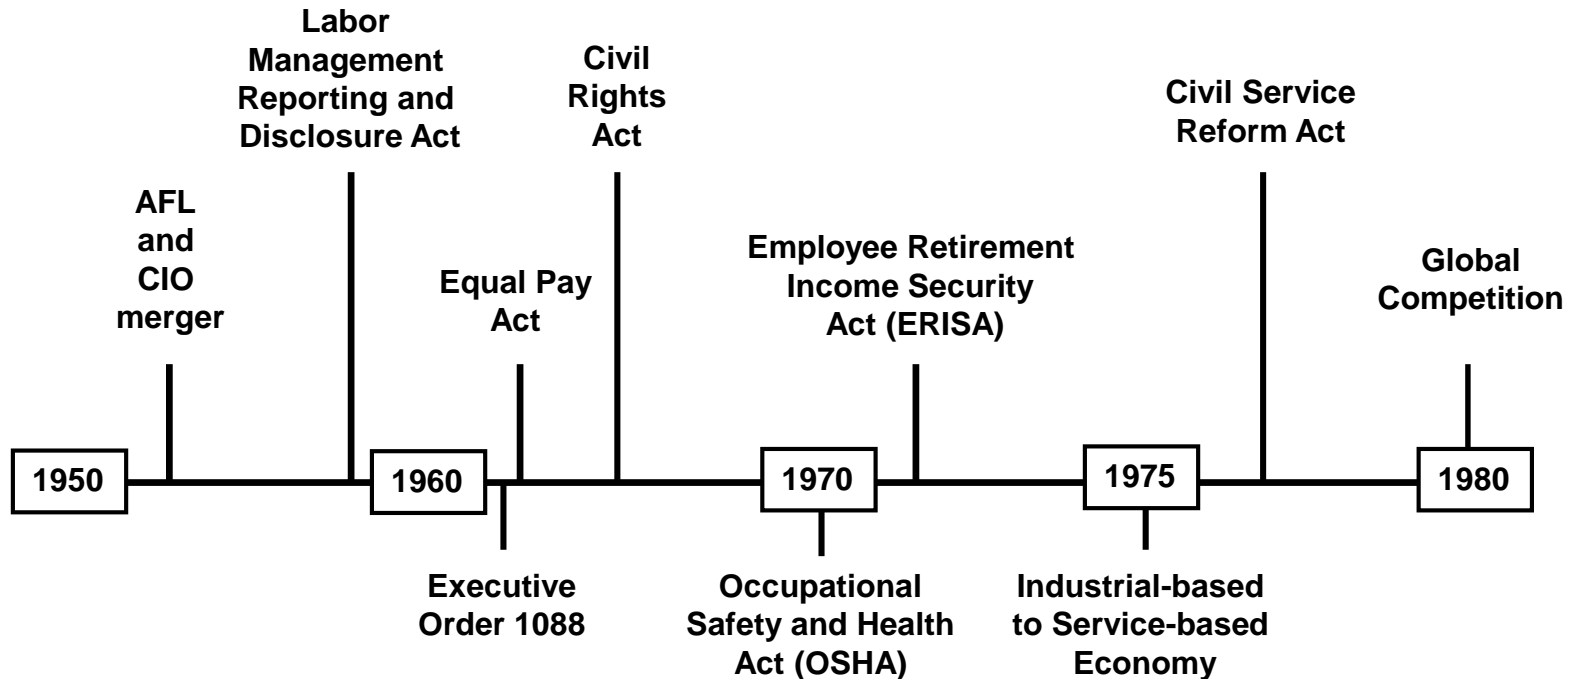 Labor
Management
Reporting and
Disclosure Act
Civil
Rights
Act
Civil Service
Reform Act
AFL
and
CIO
merger
Equal Pay
Act
Employee Retirement
Income Security
Act (ERISA)
Global
Competition
1950
1960
1970
1975
1980
Executive
Order 1088
Occupational
Safety and Health
Act (OSHA)
Industrial-based
to Service-based
Economy